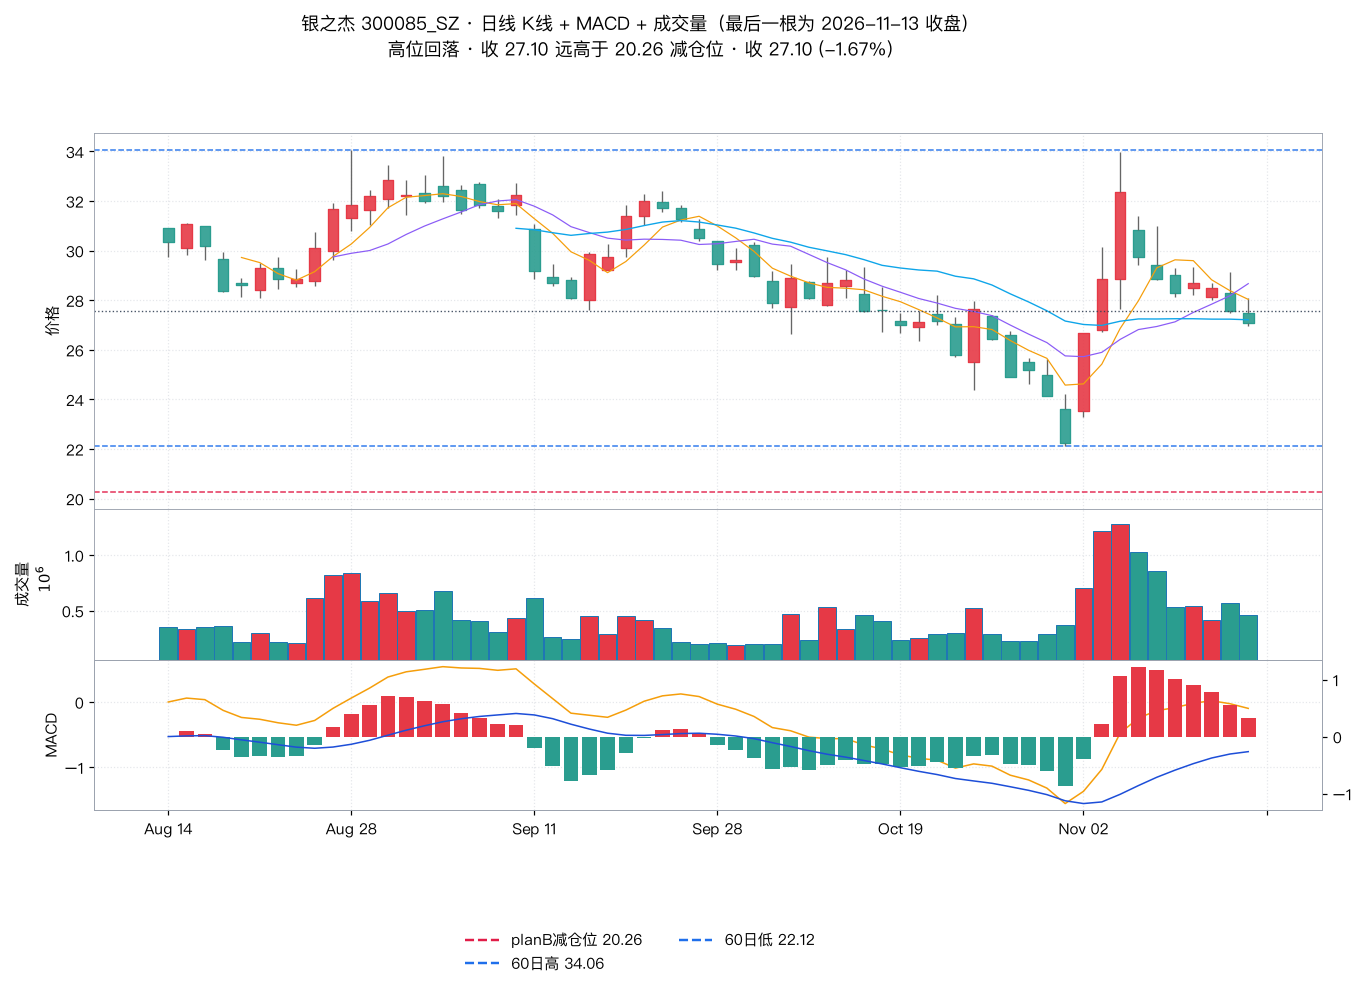 银之杰 300085_SZ · 日线 K线 + MACD + 成交量（最后一根为 2026−11−13 收盘）
高位回落 · 收 27.10 远高于 20.26 减仓位 · 收 27.10 (−1.67%)
价格
34
32
30
28
26
24
22
20
成交量
10⁶
1.0
0.5
MACD
0
−1
1
0
−1
Aug 14
Aug 28
Sep 11
Sep 28
Oct 19
Nov 02
planB减仓位 20.26
60日高 34.06
60日低 22.12